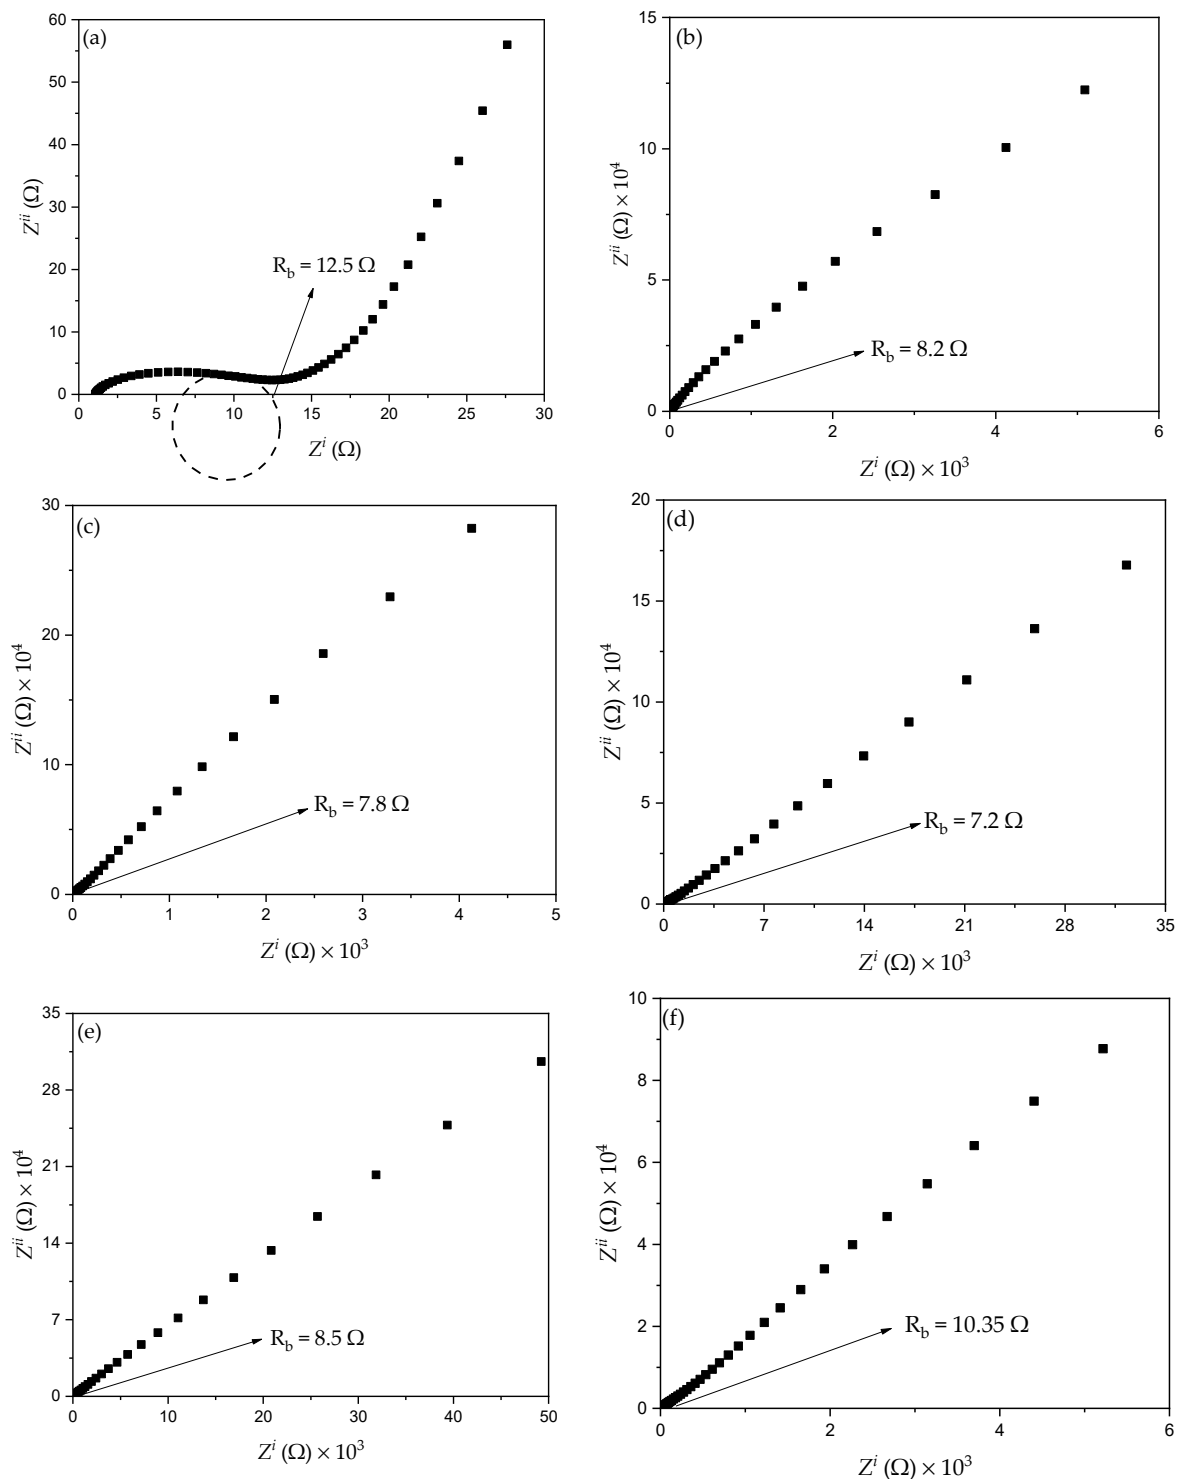 (a)
60
50
40
30
20
10
0
Z^ii (Ω)
R_b = 12.5 Ω
0 5 10 15 20 25 30
Z^i (Ω)
(b)
15
10
5
0
Z^ii (Ω) × 10^4
R_b = 8.2 Ω
0 2 4 6
Z^i (Ω) × 10^3
(c)
30
20
10
0
Z^ii (Ω) × 10^4
R_b = 7.8 Ω
0 1 2 3 4 5
Z^i (Ω) × 10^3
(d)
20
15
10
5
0
Z^ii (Ω) × 10^4
R_b = 7.2 Ω
0 7 14 21 28 35
Z^i (Ω) × 10^3
(e)
35
28
21
14
7
0
Z^ii (Ω) × 10^4
R_b = 8.5 Ω
0 10 20 30 40 50
Z^i (Ω) × 10^3
(f)
10
8
6
4
2
0
Z^ii (Ω) × 10^4
R_b = 10.35 Ω
0 2 4 6
Z^i (Ω) × 10^3